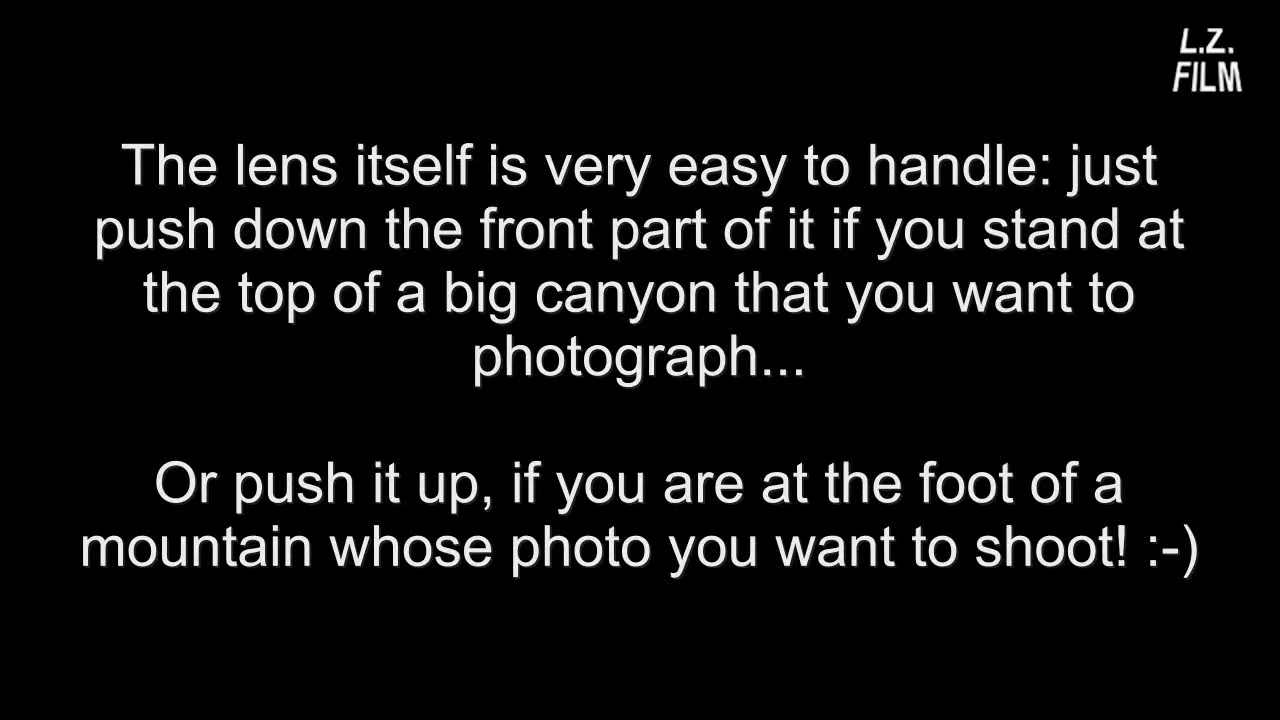 L.Z.
FILM
The lens itself is very easy to handle: just
push down the front part of it if you stand at
the top of a big canyon that you want to
photograph...
Or push it up, if you are at the foot of a
mountain whose photo you want to shoot! :-)